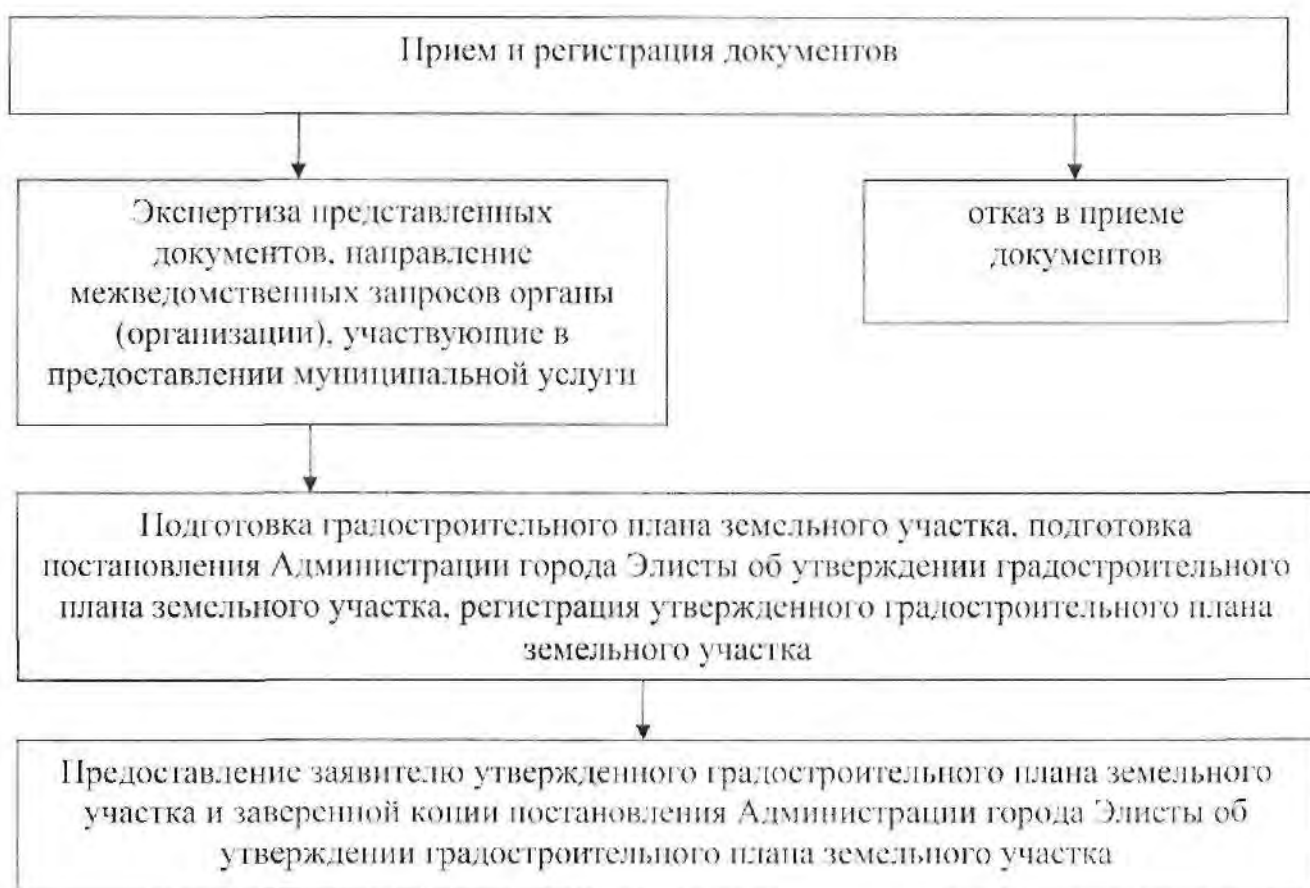 Прием и регистрация документов
Экспертиза представленных
документов, направление
межведомственных запросов органы
(организации), участвующие в
предоставлении муниципальной услуги
отказ в приеме
документов
Подготовка градостроительного плана земельного участка, подготовка
постановления Администрации города Элисты об утверждении градостроительного
плана земельного участка, регистрация утвержденного градостроительного плана
земельного участка
Предоставление заявителю утвержденного градостроительного плана земельного
участка и заверенной копии постановления Администрации города Элисты об
утверждении градостроительного плана земельного участка